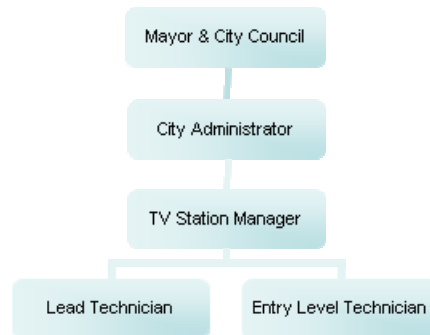 Mayor & City Council
City Administrator
TV Station Manager
Lead Technician
Entry Level Technician